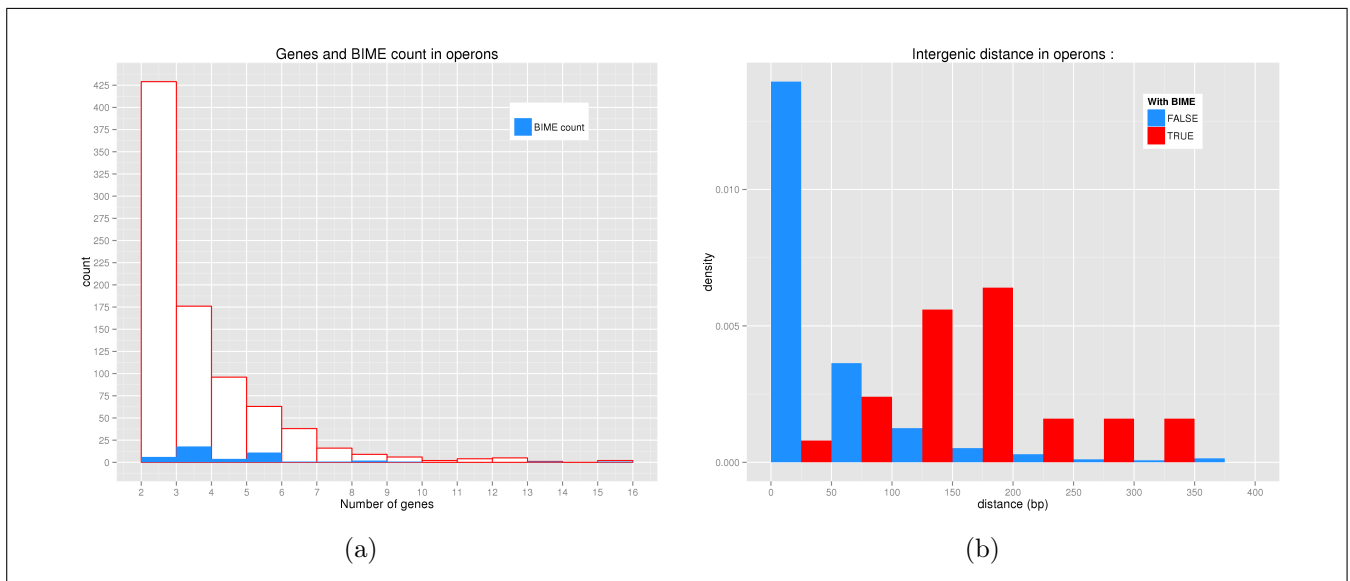 Genes and BIME count in operons
425
400
375
350
325
300
275
250
225
200
175
150
125
100
75
50
25
0
count
BIME count
2 3 4 5 6 7 8 9 10 11 12 13 14 15 16
Number of genes
(a)
Intergenic distance in operons :
With BIME
FALSE
TRUE
0.010
0.005
0.000
density
0 50 100 150 200 250 300 350 400
distance (bp)
(b)